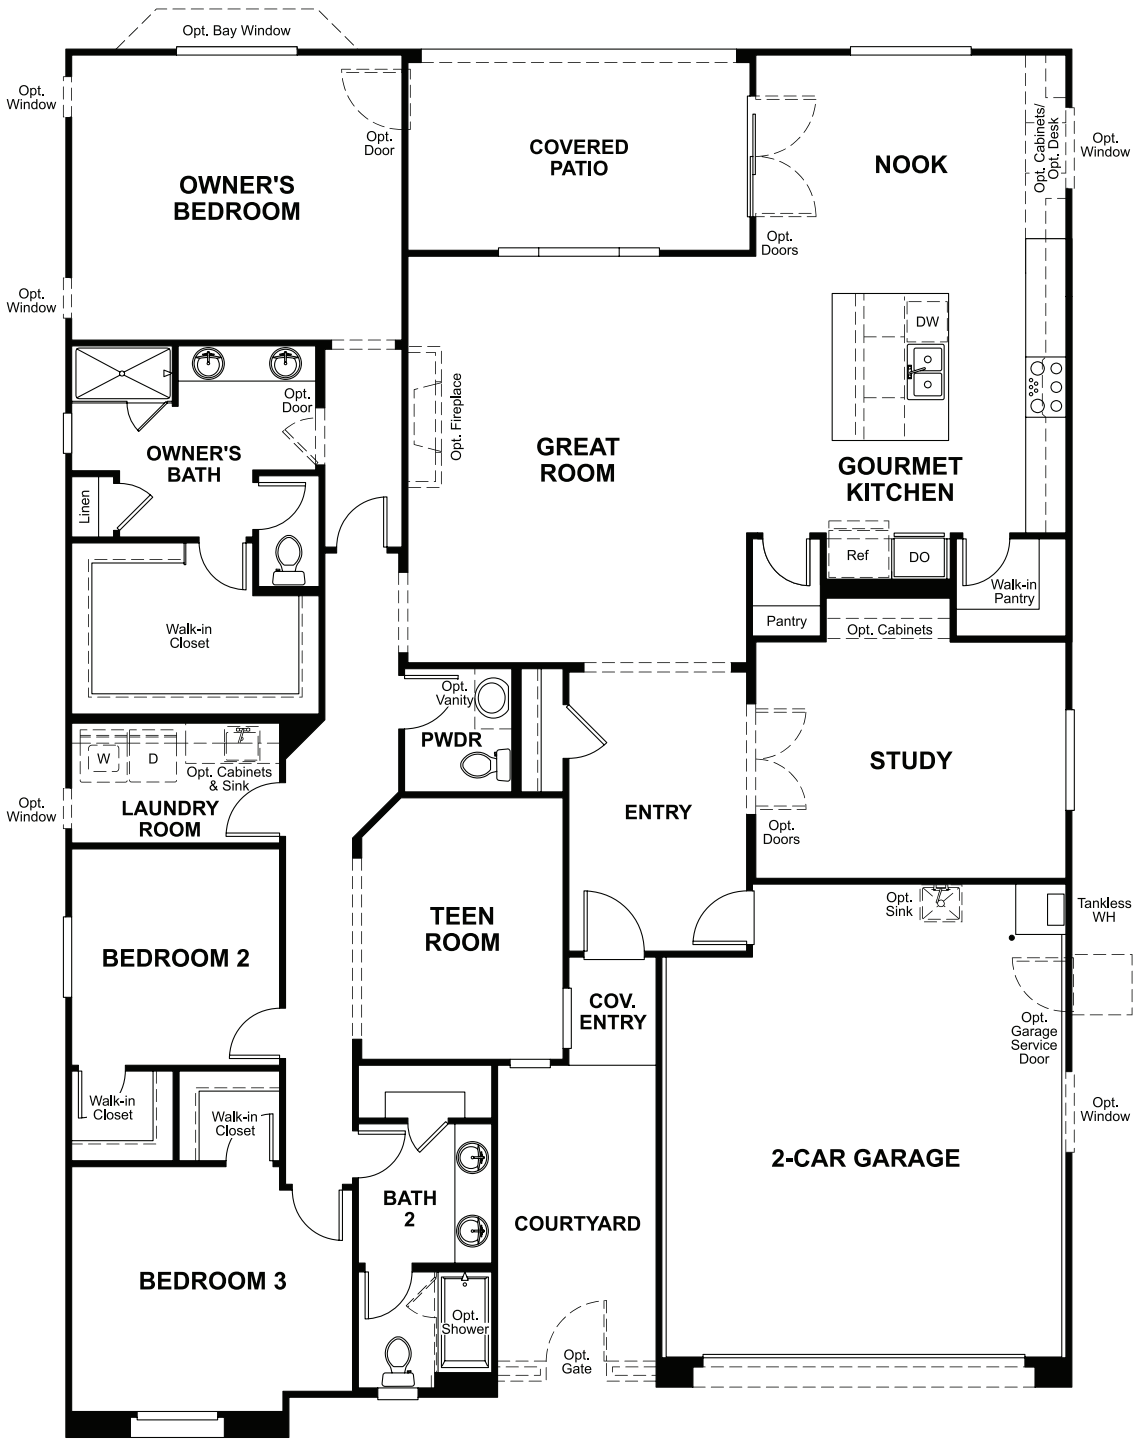 Opt. Bay Window
Opt.
Window
Opt.
Door
OWNER'S
BEDROOM
COVERED
PATIO
Opt.
Doors
NOOK
Opt. Cabinets/
Opt. Desk
Opt.
Window
Opt.
Window
DW
Opt.
Door
OWNER'S
BATH
Linen
Opt. Fireplace
GREAT
ROOM
GOURMET
KITCHEN
Ref
DO
Walk-in
Pantry
Pantry
Opt. Cabinets
Walk-in
Closet
Opt.
Vanity
PWDR
W
D
Opt. Cabinets
& Sink
LAUNDRY
ROOM
Opt.
Window
ENTRY
STUDY
Opt.
Doors
Opt.
Sink
Tankless
WH
TEEN
ROOM
BEDROOM 2
COV.
ENTRY
Opt.
Garage
Service
Door
Opt.
Window
Walk-in
Closet
Walk-in
Closet
2-CAR GARAGE
BATH
2
COURTYARD
BEDROOM 3
Opt.
Shower
Opt.
Gate